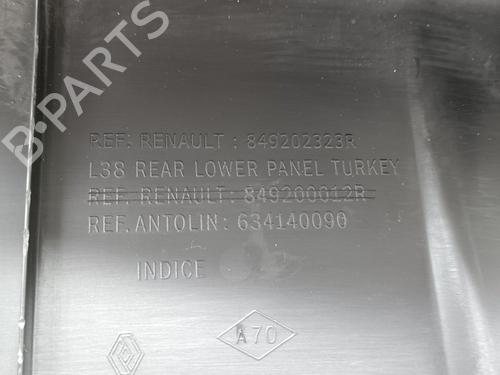 B-PARTS
REF. RENAULT : 849202323R
L38 REAR LOWER PANEL TURKEY
REF. RENAULT: 849200012R
REF. ANTOLIN: 634140090
INDICE
A70